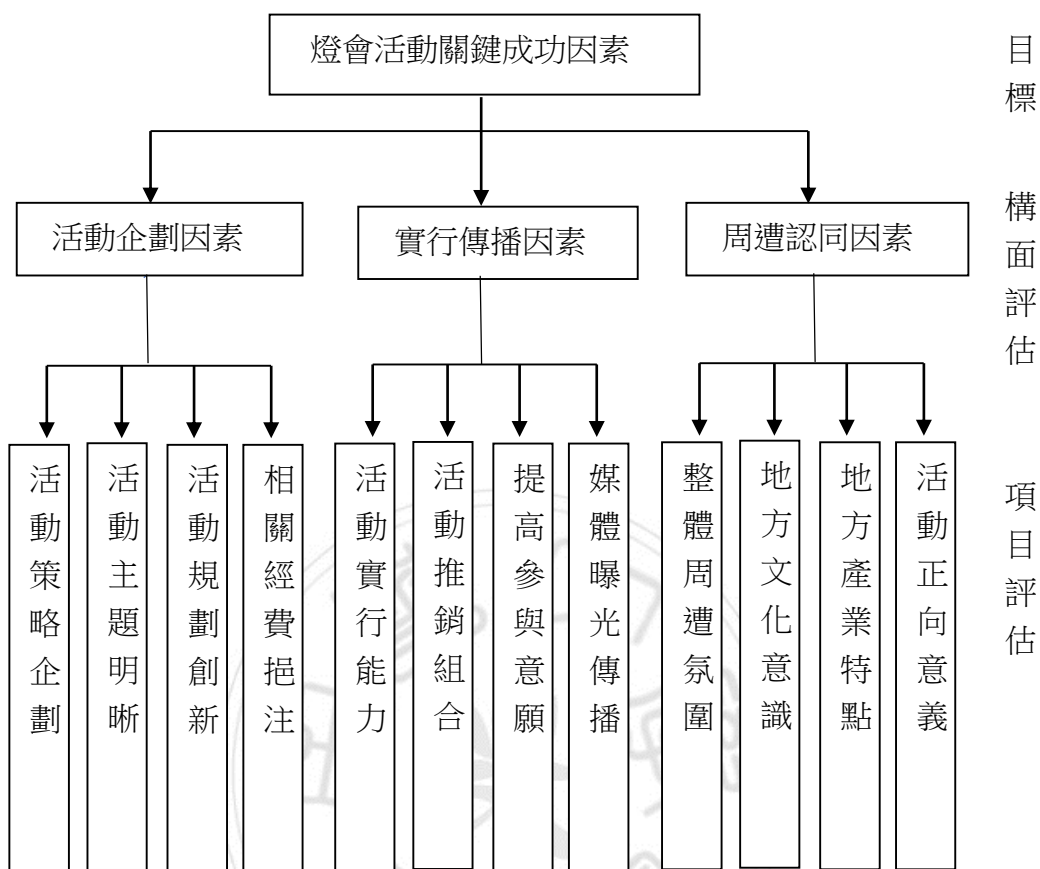 燈會活動關鍵成功因素
目標
活動企劃因素
實行傳播因素
周遭認同因素
構面評估
活動策略企劃
活動主題明晰
活動規劃創新
相關經費挹注
活動實行能力
活動推銷組合
提高參與意願
媒體曝光傳播
整體周遭氛圍
地方文化意識
地方產業特點
活動正向意義
項目評估